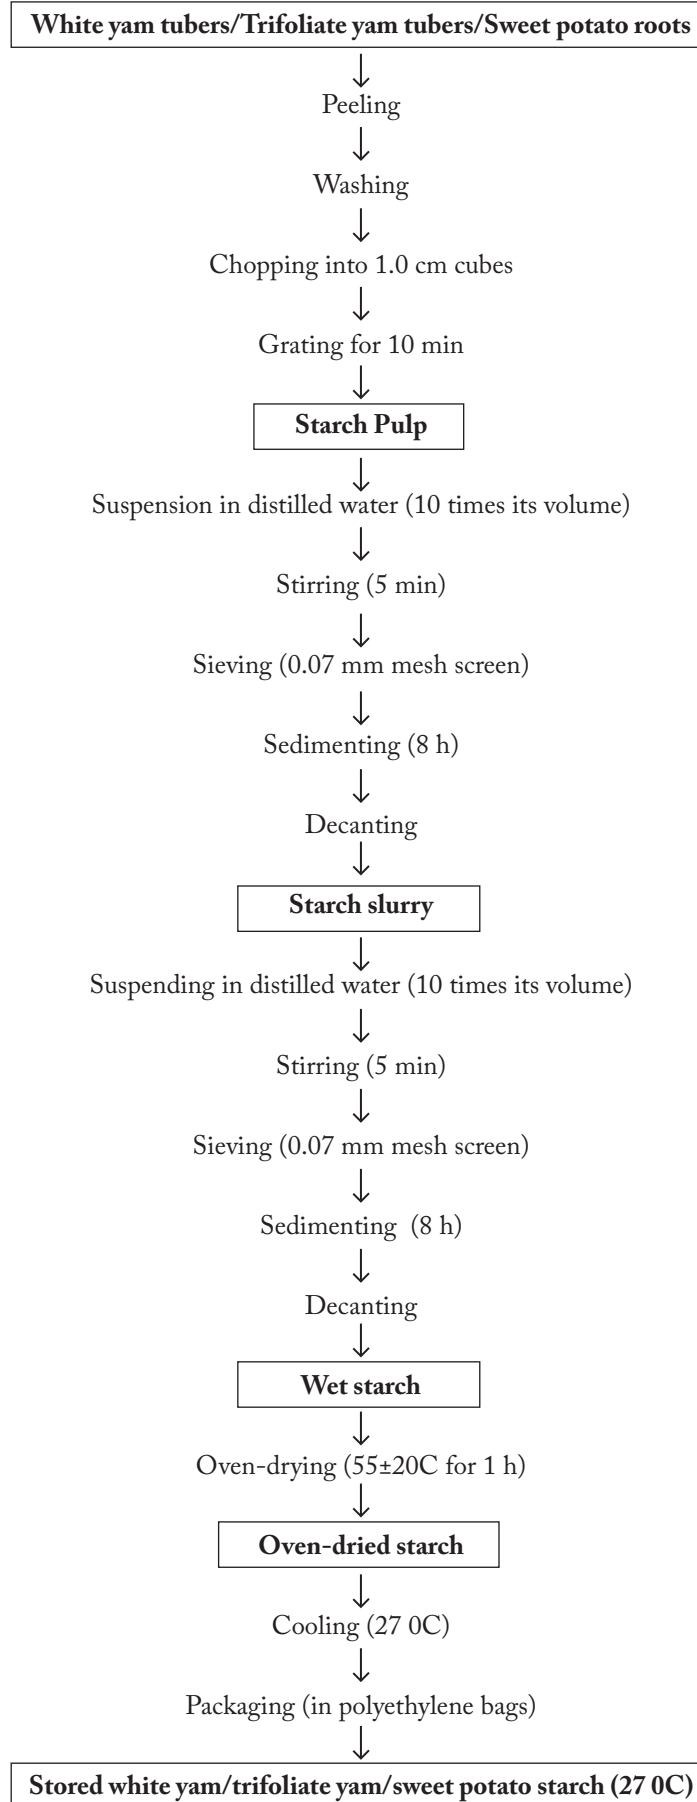 White yam tubers/Trifoliate yam tubers/Sweet potato roots
Peeling
Washing
Chopping into 1.0 cm cubes
Grating for 10 min
Starch Pulp
Suspension in distilled water (10 times its volume)
Stirring (5 min)
Sieving (0.07 mm mesh screen)
Sedimenting (8 h)
Decanting
Starch slurry
Suspending in distilled water (10 times its volume)
Stirring (5 min)
Sieving (0.07 mm mesh screen)
Sedimenting (8 h)
Decanting
Wet starch
Oven-drying (55±20C for 1 h)
Oven-dried starch
Cooling (27 0C)
Packaging (in polyethylene bags)
Stored white yam/trifoliate yam/sweet potato starch (27 0C)